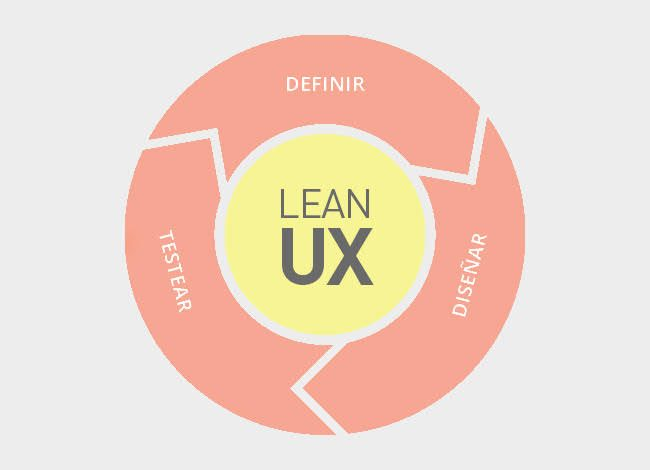 DEFINIR
LEAN
UX
TESTEAR
DISEÑAR